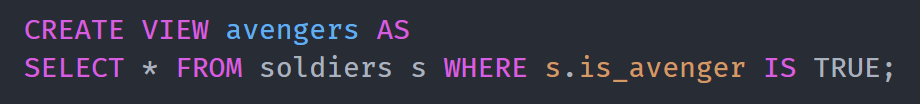 CREATE VIEW avengers AS
SELECT * FROM soldiers s WHERE s.is_avenger IS TRUE;